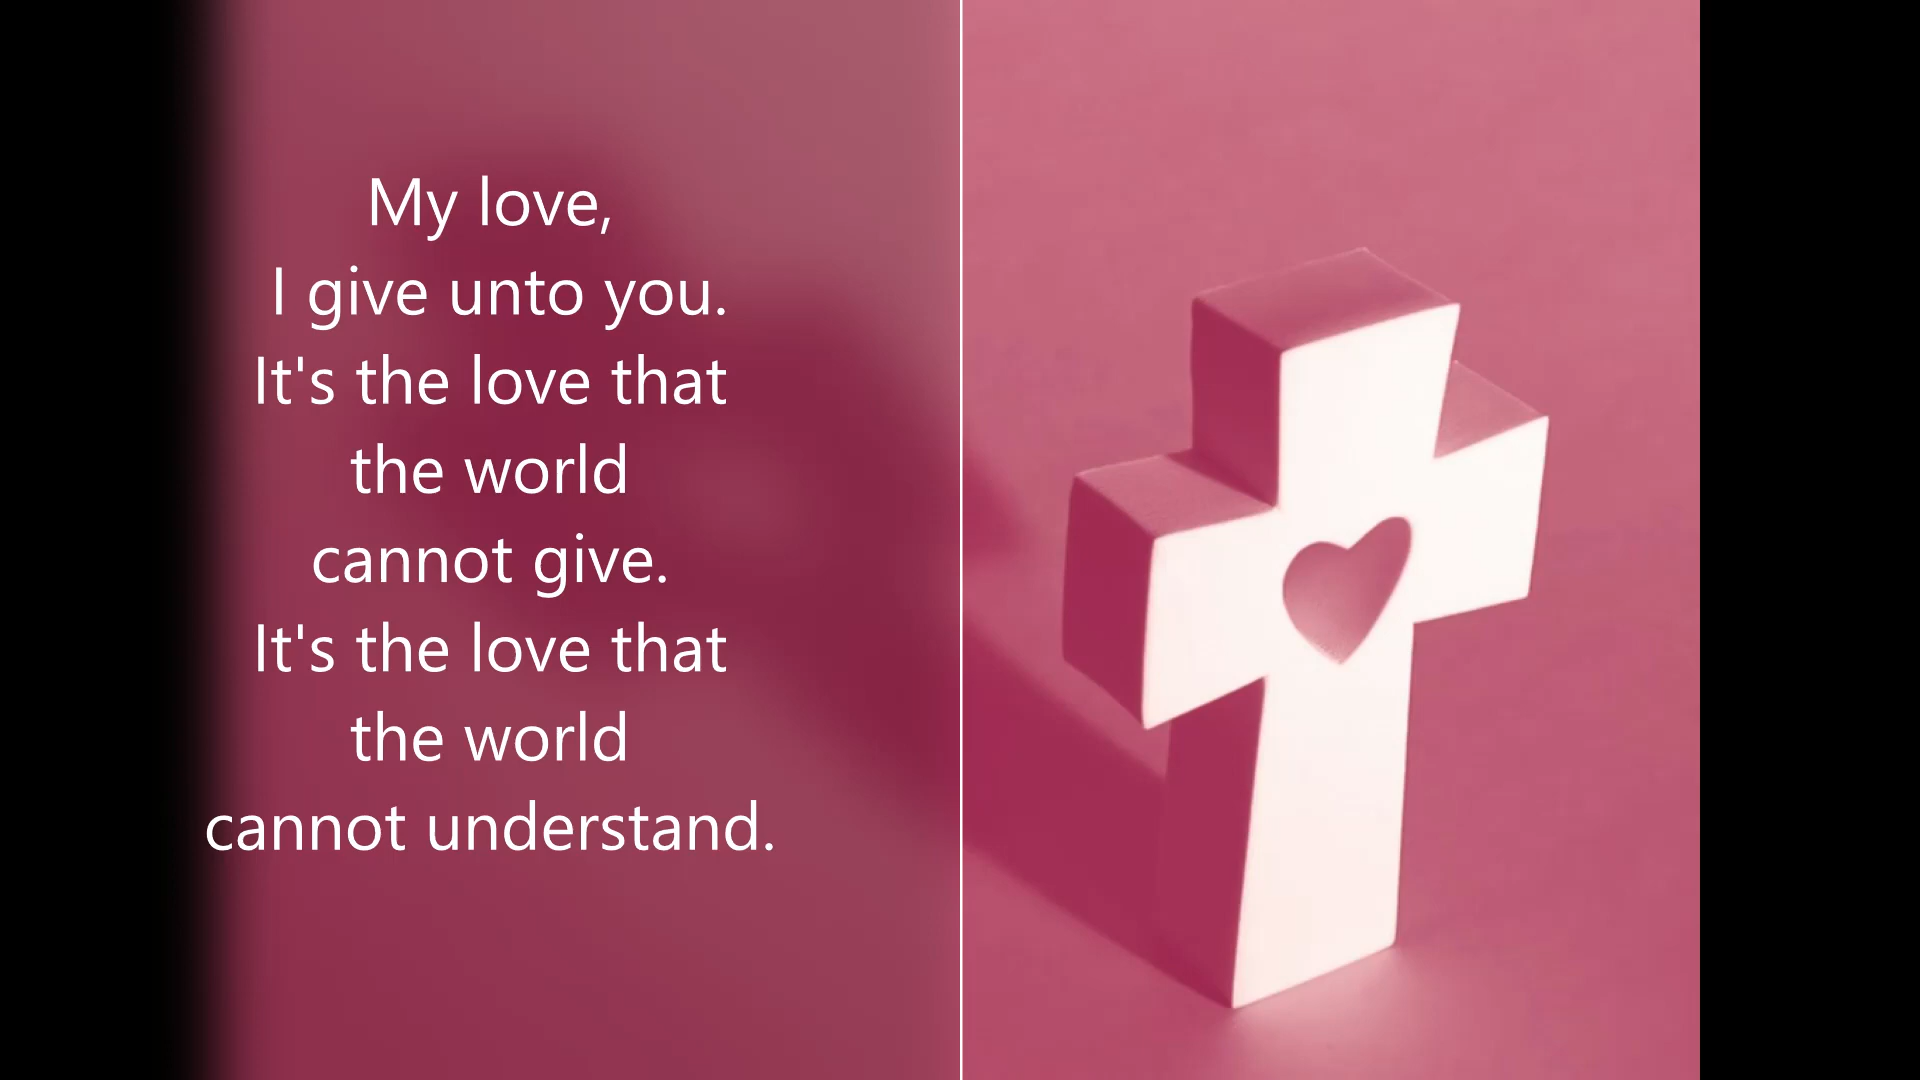 My love,
I give unto you.
It's the love that
the world
cannot give.
It's the love that
the world
cannot understand.